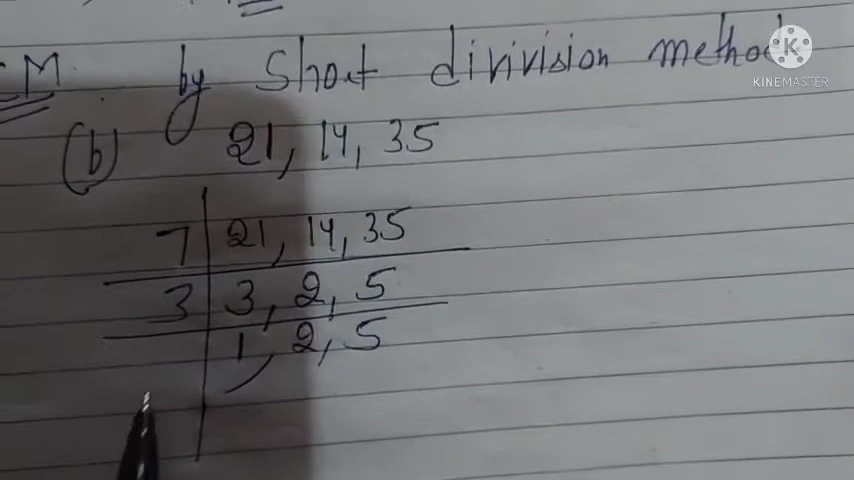 CM by Short divivision method
K
KINEMASTER
(b) 21, 14, 35
7 21, 14, 35
3 3, 2, 5
1, 2, 5